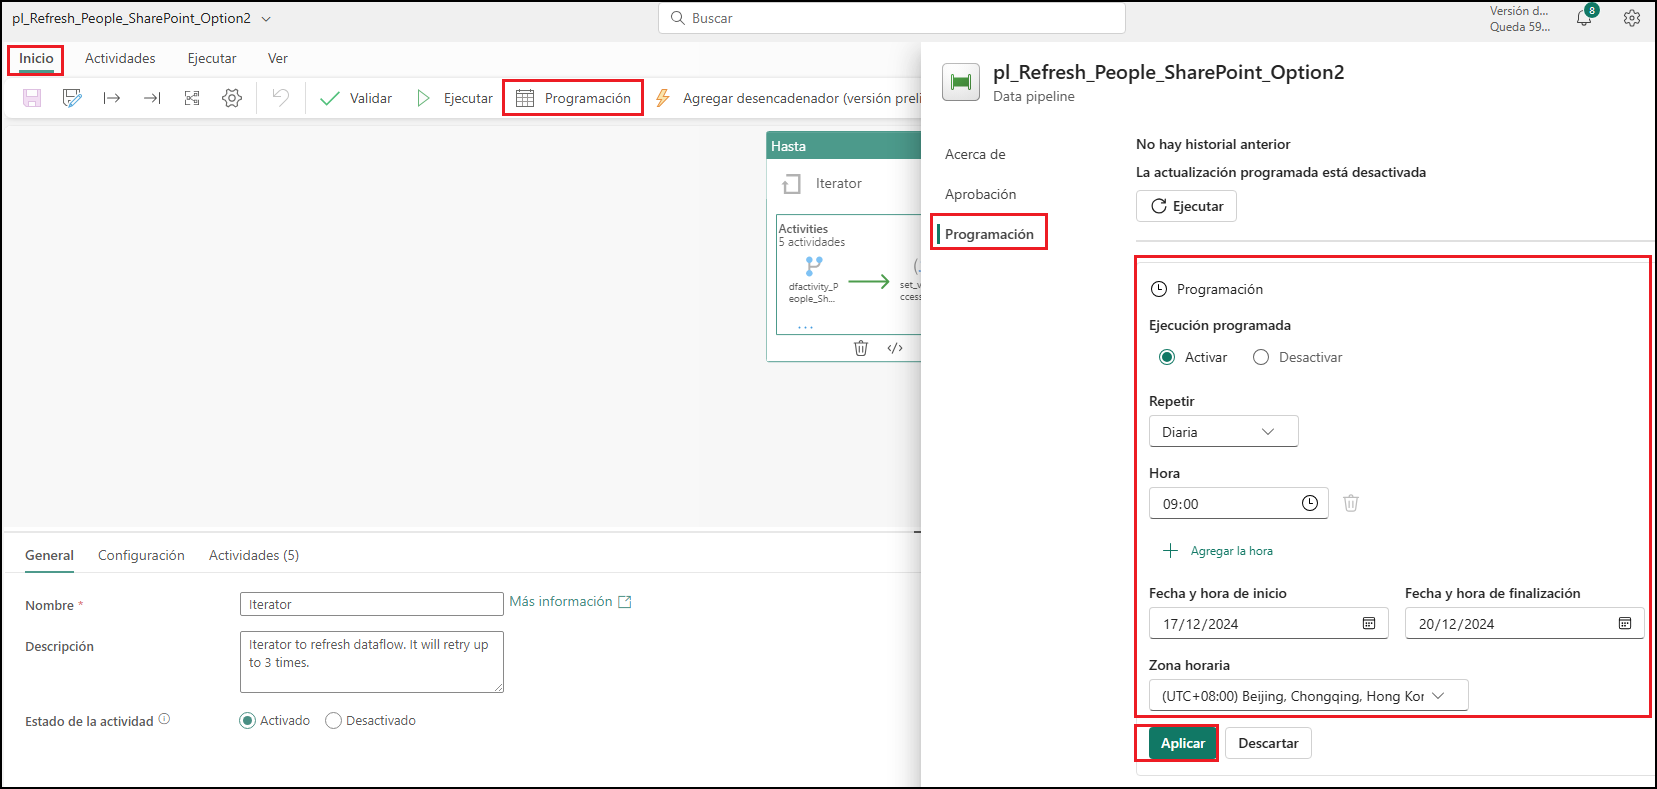 pl_Refresh_People_SharePoint_Option2
Buscar
Versión d...
Queda 59...
8
Inicio
Actividades
Ejecutar
Ver
Validar
Ejecutar
Programación
Agregar desencadenador (versión preli
Hasta
Iterator
Activities
5 actividades
dfactivity_P
eople_Sh...
set_v
ccess
...
General
Configuración
Actividades (5)
Nombre *
Iterator
Más información
Descripción
Iterator to refresh dataflow. It will retry up
to 3 times.
Estado de la actividad
Activado
Desactivado
pl_Refresh_People_SharePoint_Option2
Data pipeline
Acerca de
Aprobación
Programación
No hay historial anterior
La actualización programada está desactivada
Ejecutar
Programación
Ejecución programada
Activar
Desactivar
Repetir
Diaria
Hora
09:00
Agregar la hora
Fecha y hora de inicio
Fecha y hora de finalización
17/12/2024
20/12/2024
Zona horaria
(UTC+08:00) Beijing, Chongqing, Hong Kor
Aplicar
Descartar